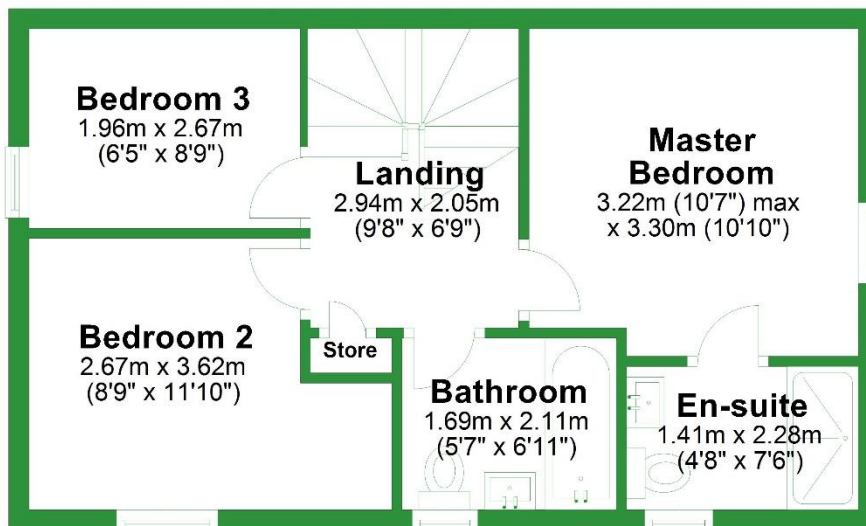 Bedroom 3
1.96m x 2.67m
(6'5" x 8'9")
Landing
2.94m x 2.05m
(9'8" x 6'9")
Master
Bedroom
3.22m (10'7") max
x 3.30m (10'10")
Bedroom 2
2.67m x 3.62m
(8'9" x 11'10")
Store
Bathroom
1.69m x 2.11m
(5'7" x 6'11")
En-suite
1.41m x 2.28m
(4'8" x 7'6")